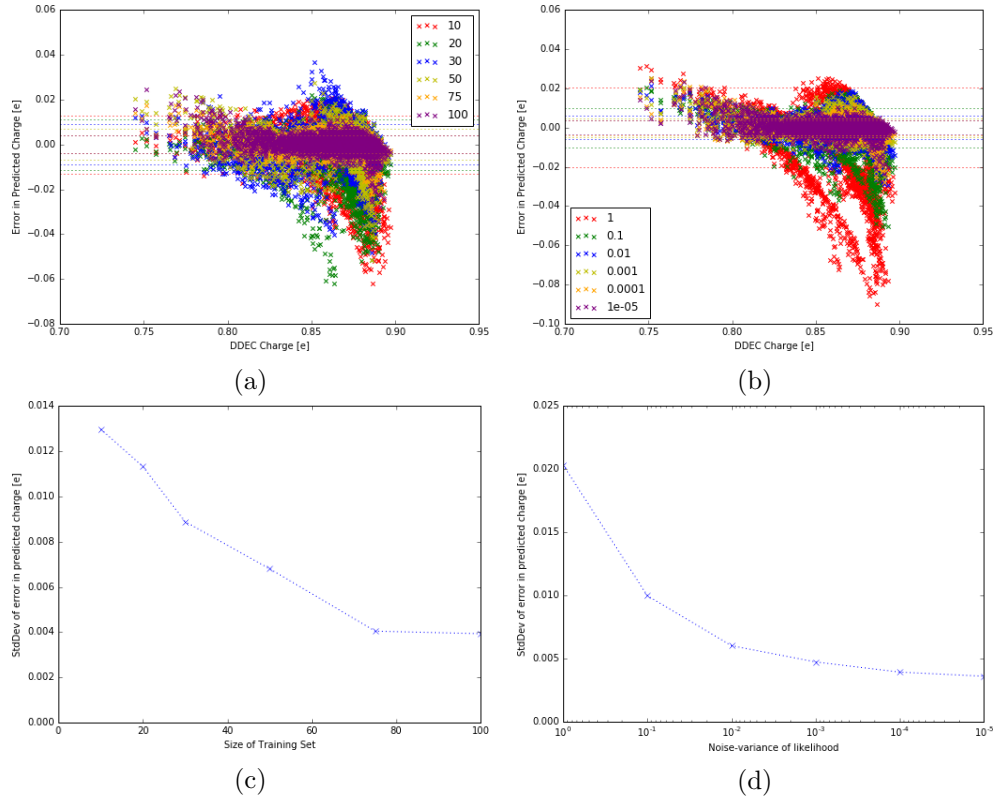 0.06
0.04
0.02
0.00
−0.02
−0.04
−0.06
−0.08
Error in Predicted Charge [e]
10
20
30
50
75
100
0.70 0.75 0.80 0.85 0.90 0.95
DDEC Charge [e]
(a)
0.06
0.04
0.02
0.00
−0.02
−0.04
−0.06
−0.08
−0.10
Error in Predicted Charge [e]
1
0.1
0.01
0.001
0.0001
1e-05
0.70 0.75 0.80 0.85 0.90 0.95
DDEC Charge [e]
(b)
0.014
0.012
0.010
0.008
0.006
0.004
0.002
0.000
StdDev of error in predicted charge [e]
0 20 40 60 80 100
Size of Training Set
(c)
0.025
0.020
0.015
0.010
0.005
0.000
StdDev of error in predicted charge [e]
10⁰ 10⁻¹ 10⁻² 10⁻³ 10⁻⁴ 10⁻⁵
Noise-variance of likelihood
(d)